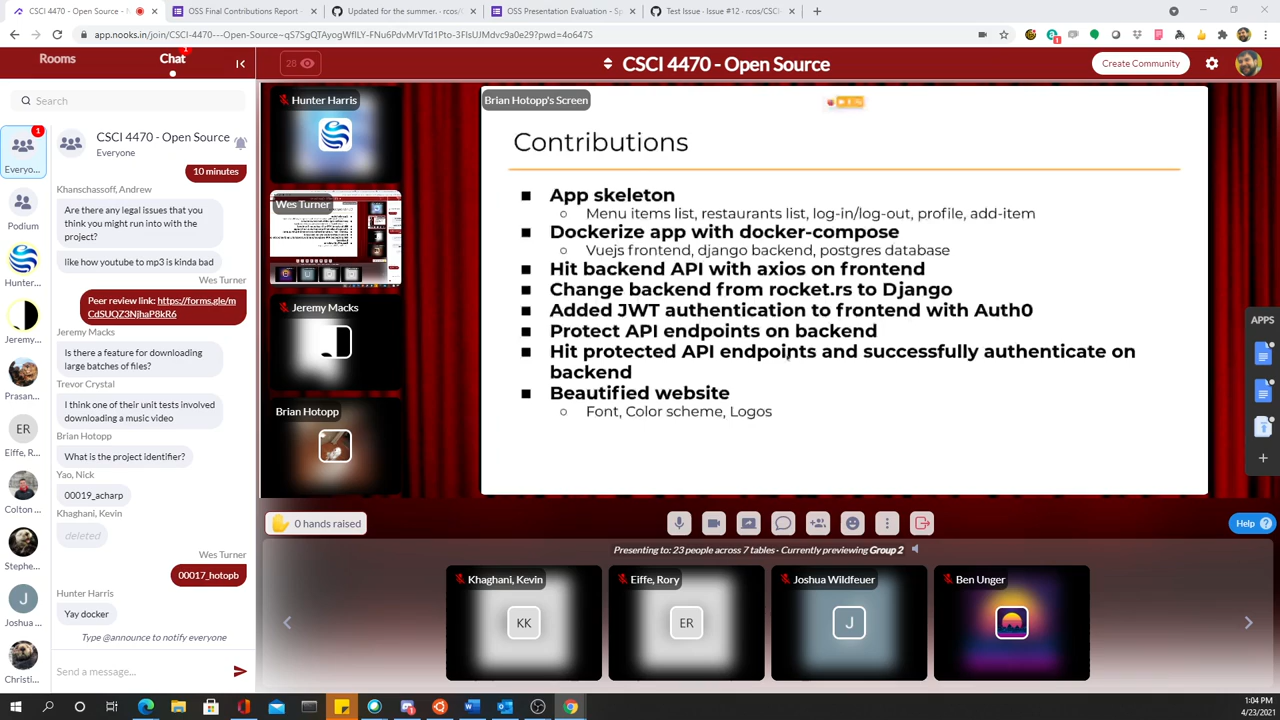 CSCI 4470 - Open Source -
OSS Final Contributions Report -
Updated for the summer. · rcos/C
OSS Presentation Evaluation - Sp
Test Issue · Issue #12 · rcos/CSCI
app.nooks.in/join/CSCI-4470---Open-Source~qS7SgQTAyogWfILY-FNu6PdvMrVTd1Pto-3FIsUJMdvc9a0e29?pwd=4o647S
Rooms
Chat
1
28
CSCI 4470 - Open Source
Create Community
Search
1
Everyo...
Podium
Hunter...
Jeremy...
Prasan...
ER
Eiffe, R...
Colton ...
Stephe...
J
Joshua ...
Christi...
CSCI 4470 - Open Source
Everyone
10 minutes
Khanschassoff, Andrew
Are there any legal issues that you
think you might run into with the
project?
like how youtube to mp3 is kinda bad
Wes Turner
Peer review link: https://forms.gle/m
CdSUQZ3NjhaP8kR6
Jeremy Macks
Is there a feature for downloading
large batches of files?
Trevor Crystal
I think one of their unit tests involved
downloading a music video
Brian Hotopp
What is the project identifier?
Yao, Nick
00019_acharp
Khaghani, Kevin
deleted
Wes Turner
00017_hotopb
Hunter Harris
Yay docker
Type @announce to notify everyone
Send a message...
Hunter Harris
Wes Turner
Jeremy Macks
Brian Hotopp
Brian Hotopp's Screen
Contributions
■ App skeleton
○ Menu items list, restaurants list, log-in/log-out, profile, add-item
■ Dockerize app with docker-compose
○ Vuejs frontend, django backend, postgres database
■ Hit backend API with axios on frontend
■ Change backend from rocket.rs to Django
■ Added JWT authentication to frontend with Auth0
■ Protect API endpoints on backend
■ Hit protected API endpoints and successfully authenticate on
backend
■ Beautified website
○ Font, Color scheme, Logos
APPS
0 hands raised
Help
Presenting to: 23 people across 7 tables - Currently previewing Group 2
Khaghani, Kevin
KK
Eiffe, Rory
ER
Joshua Wildfeuer
J
Ben Unger
1:04 PM
4/23/2021